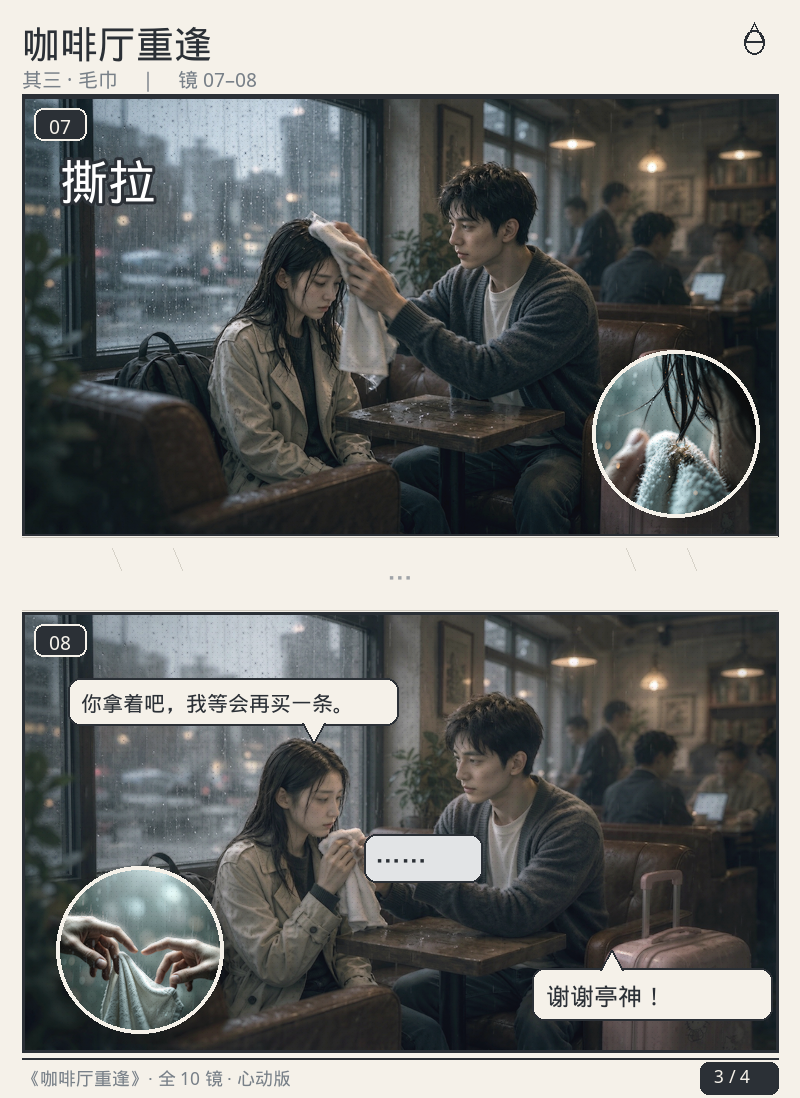 咖啡厅重逢
其三 · 毛巾 | 镜 07–08
07
撕拉
...
08
你拿着吧，我等会再买一条。
……
谢谢亭神！
《咖啡厅重逢》· 全 10 镜 · 心动版
3 / 4